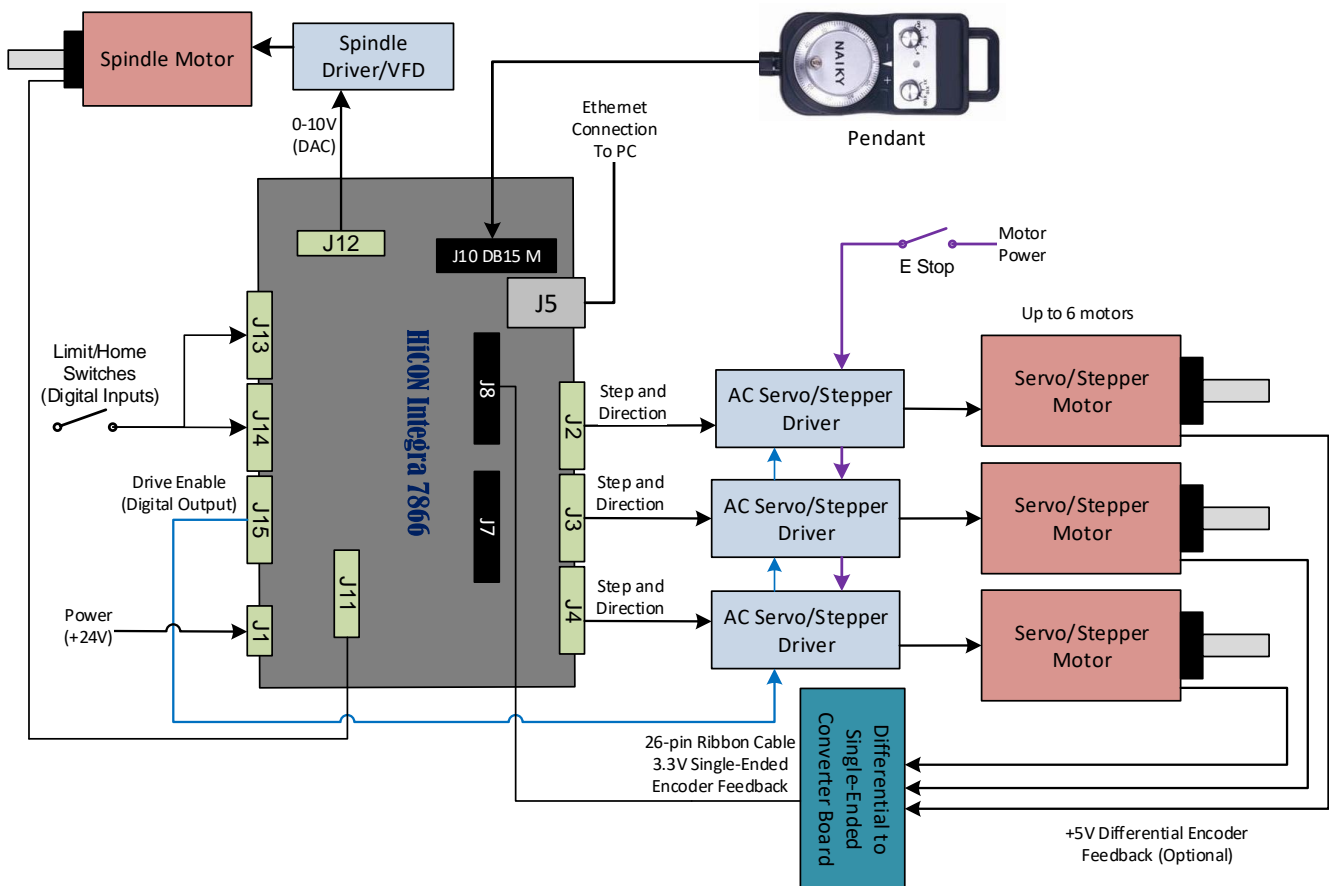 Spindle Motor
Spindle
Driver/VFD
0-10V
(DAC)
Ethernet
Connection
To PC
NAIKY
Pendant
J12
J10 DB15 M
J5
J13
J14
J15
J1
J11
J8
J7
J2
J3
J4
HiCON Integra 7866
Limit/Home
Switches
(Digital Inputs)
Drive Enable
(Digital Output)
Power
(+24V)
E Stop
Motor
Power
Up to 6 motors
Step and
Direction
AC Servo/Stepper
Driver
Servo/Stepper
Motor
Step and
Direction
AC Servo/Stepper
Driver
Servo/Stepper
Motor
Step and
Direction
AC Servo/Stepper
Driver
Servo/Stepper
Motor
26-pin Ribbon Cable
3.3V Single-Ended
Encoder Feedback
Differential to
Single-Ended
Converter Board
+5V Differential Encoder
Feedback (Optional)